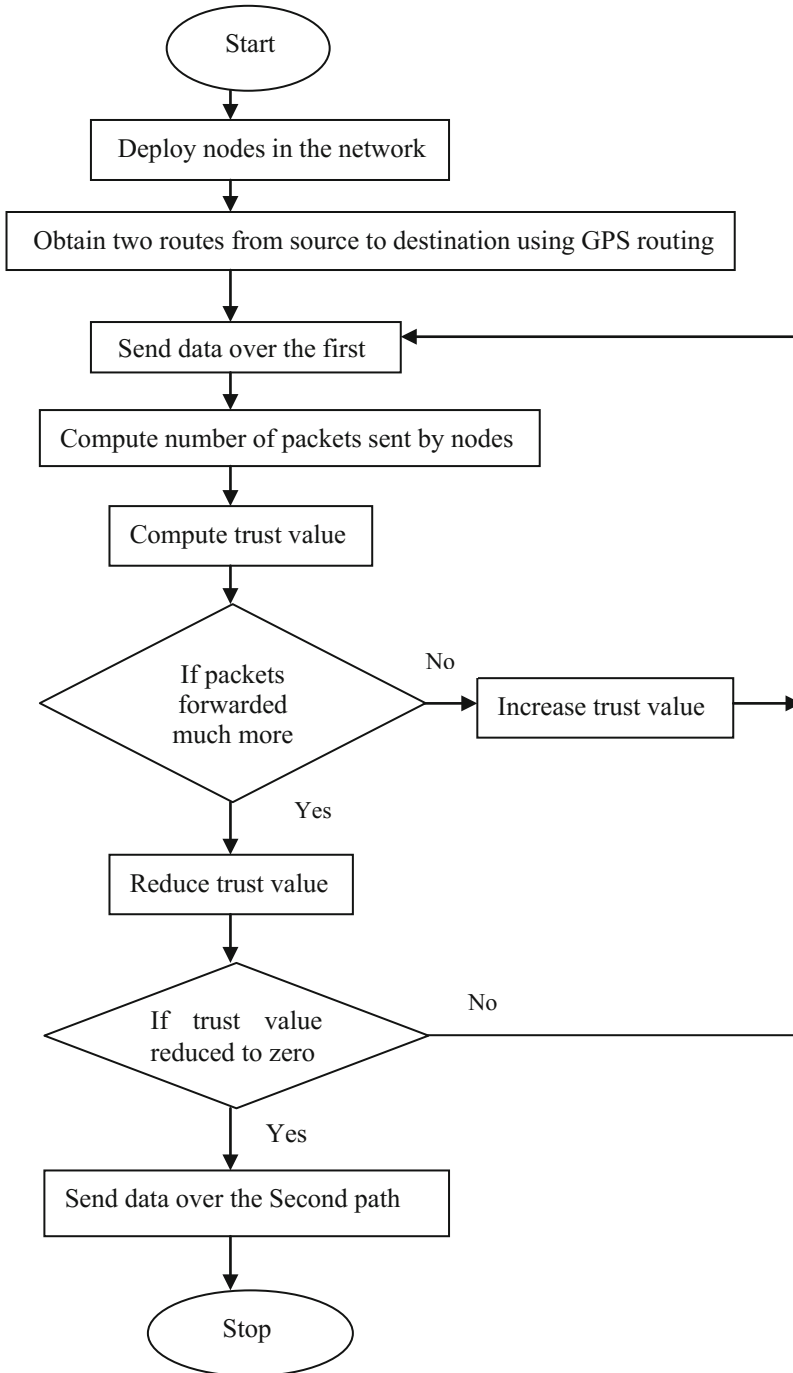 Start
Deploy nodes in the network
Obtain two routes from source to destination using GPS routing
Send data over the first
Compute number of packets sent by nodes
Compute trust value
If packets
forwarded
much more
No
Increase trust value
Yes
Reduce trust value
If trust value
reduced to zero
No
Yes
Send data over the Second path
Stop